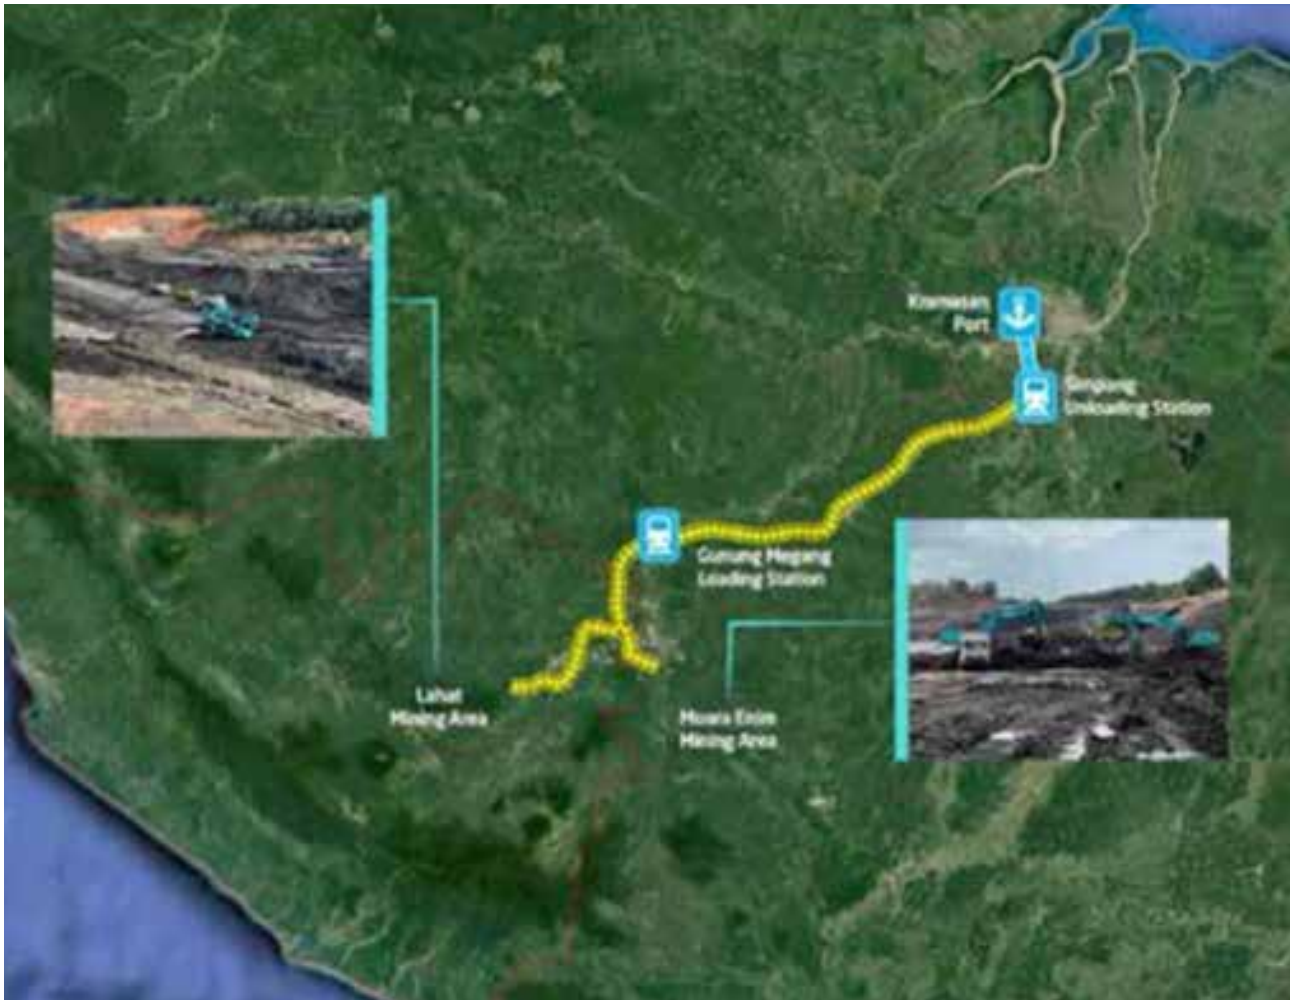 Kramasan
Port
Simpang
Unloading Station
Gunung Megang
Loading Station
Lahat
Mining Area
Muara Enim
Mining Area